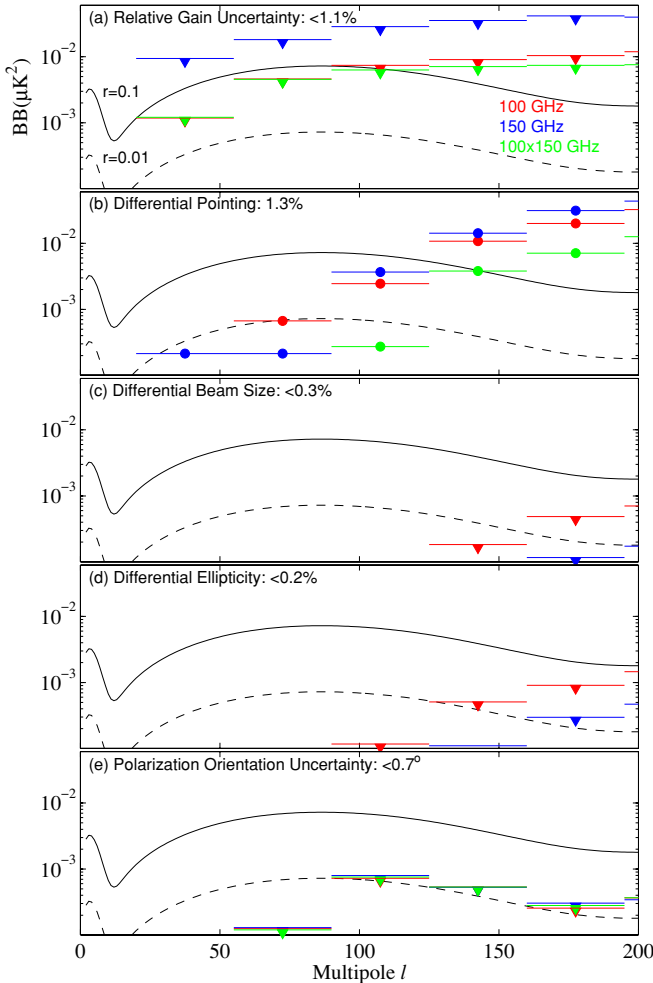 (a) Relative Gain Uncertainty: <1.1%
10⁻²
BB(μK²)
r=0.1
10⁻³
r=0.01
100 GHz
150 GHz
100x150 GHz
(b) Differential Pointing: 1.3%
10⁻²
10⁻³
(c) Differential Beam Size: <0.3%
10⁻²
10⁻³
(d) Differential Ellipticity: <0.2%
10⁻²
10⁻³
(e) Polarization Orientation Uncertainty: <0.7°
10⁻²
10⁻³
0 50 100 150 200
Multipole l